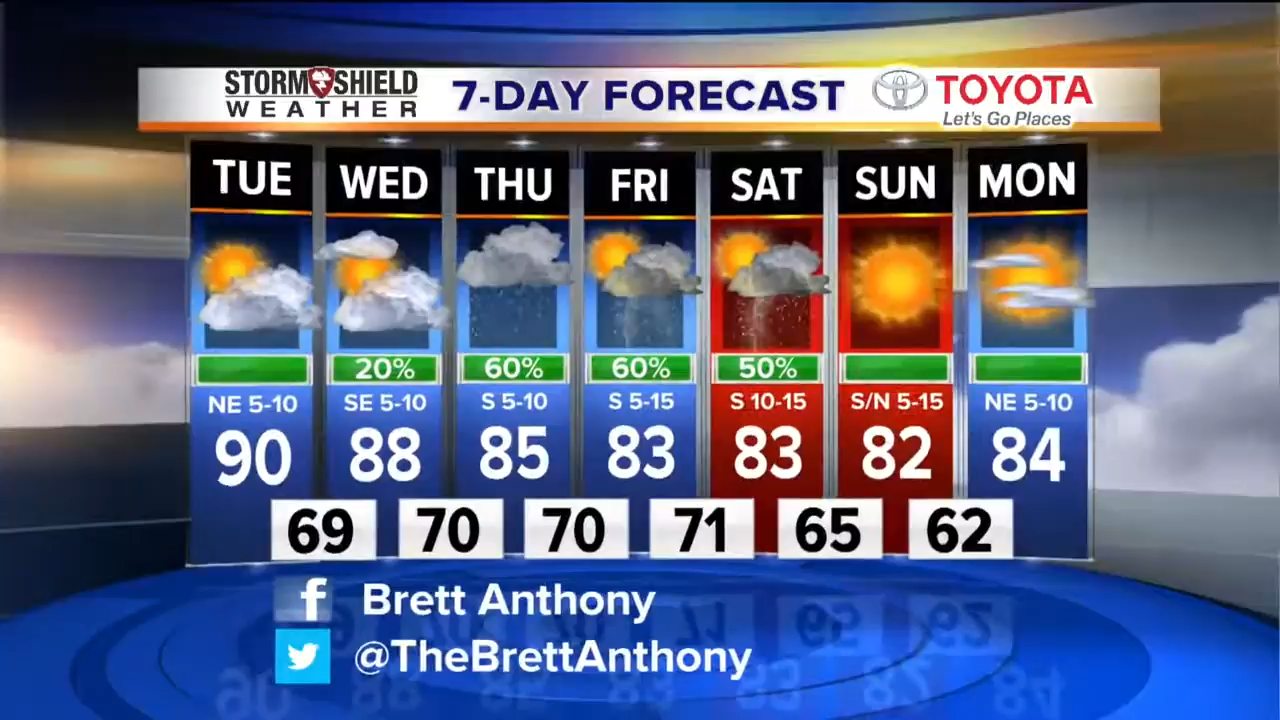 STORM SHIELD
WEATHER
7-DAY FORECAST
TOYOTA
Let's Go Places
TUE WED THU FRI SAT SUN MON
20% 60% 60% 50%
NE 5-10 SE 5-10 S 5-10 S 5-15 S 10-15 S/N 5-15 NE 5-10
90 88 85 83 83 82 84
69 70 70 71 65 62
f Brett Anthony
@TheBrettAnthony